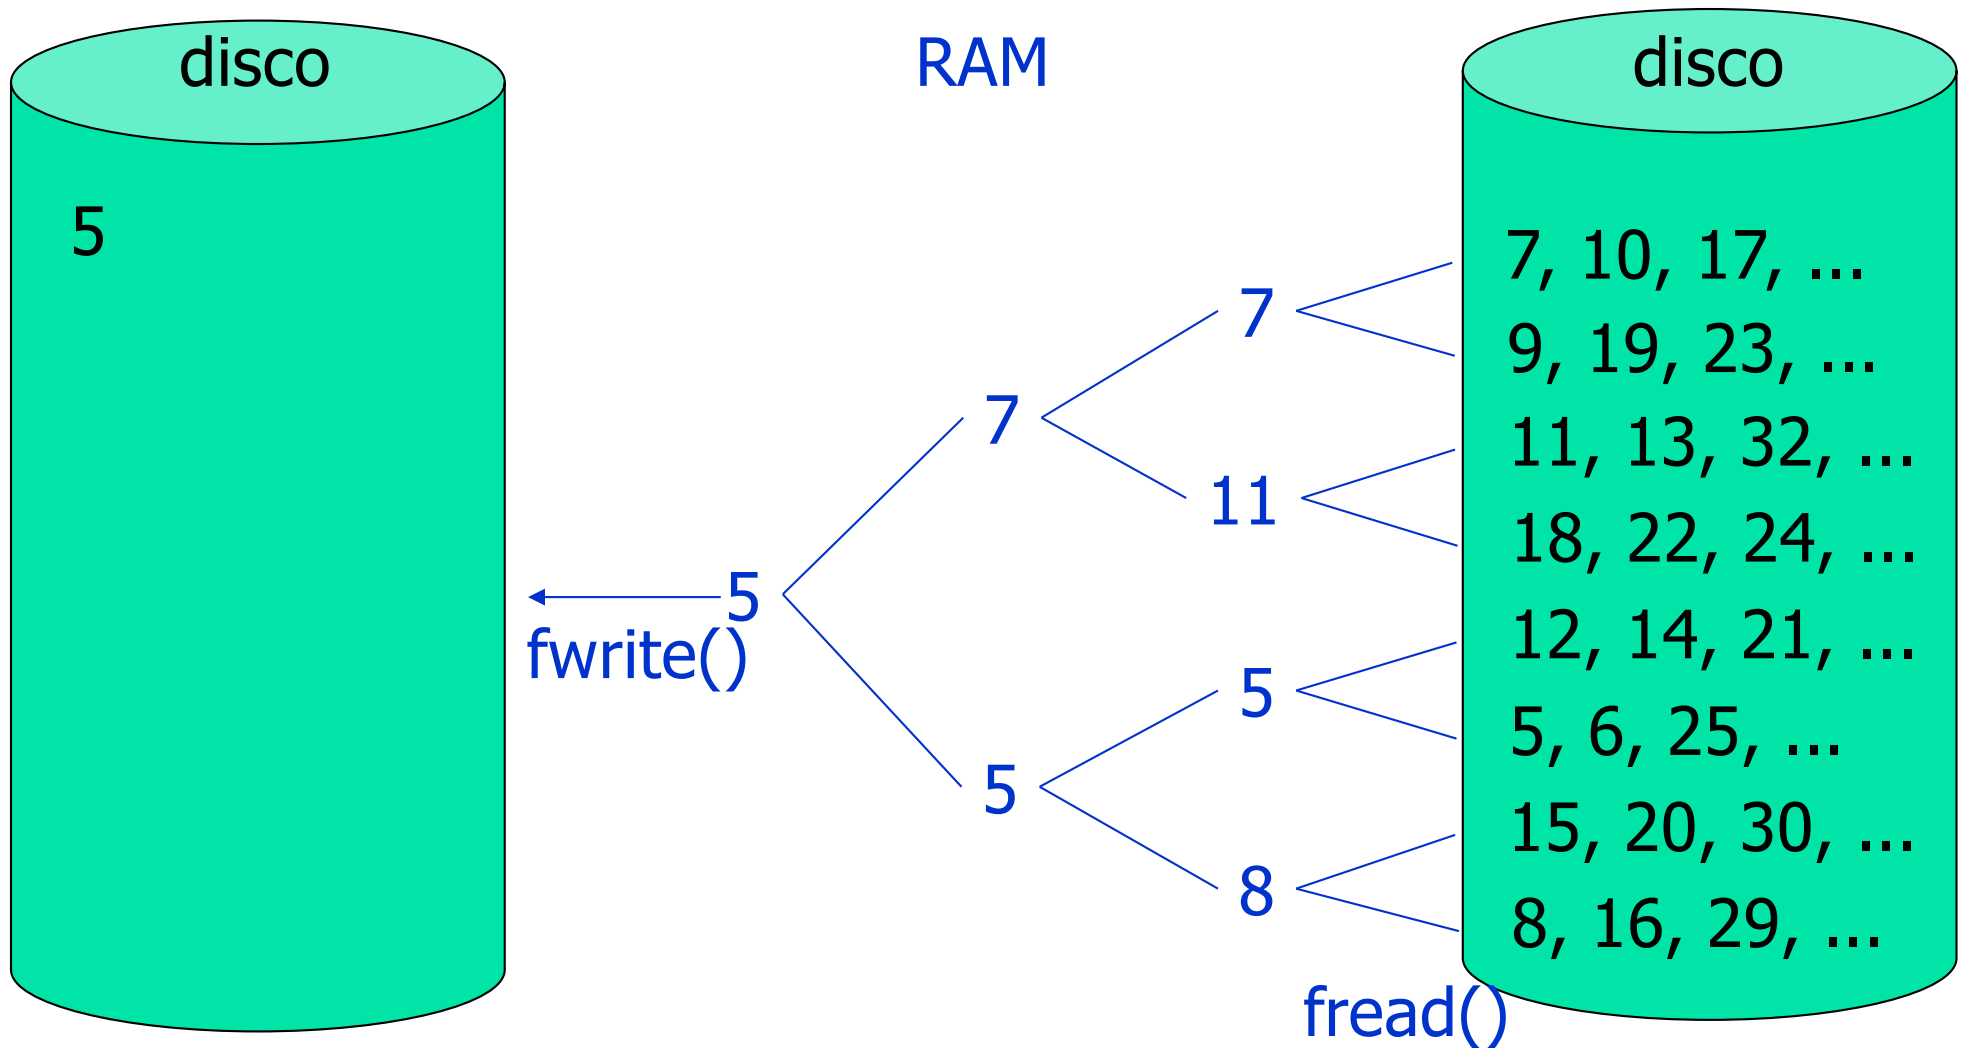 disco
5
RAM
5
fwrite()
7
5
7
11
5
8
fread()
disco
7, 10, 17, ...
9, 19, 23, ...
11, 13, 32, ...
18, 22, 24, ...
12, 14, 21, ...
5, 6, 25, ...
15, 20, 30, ...
8, 16, 29, ...